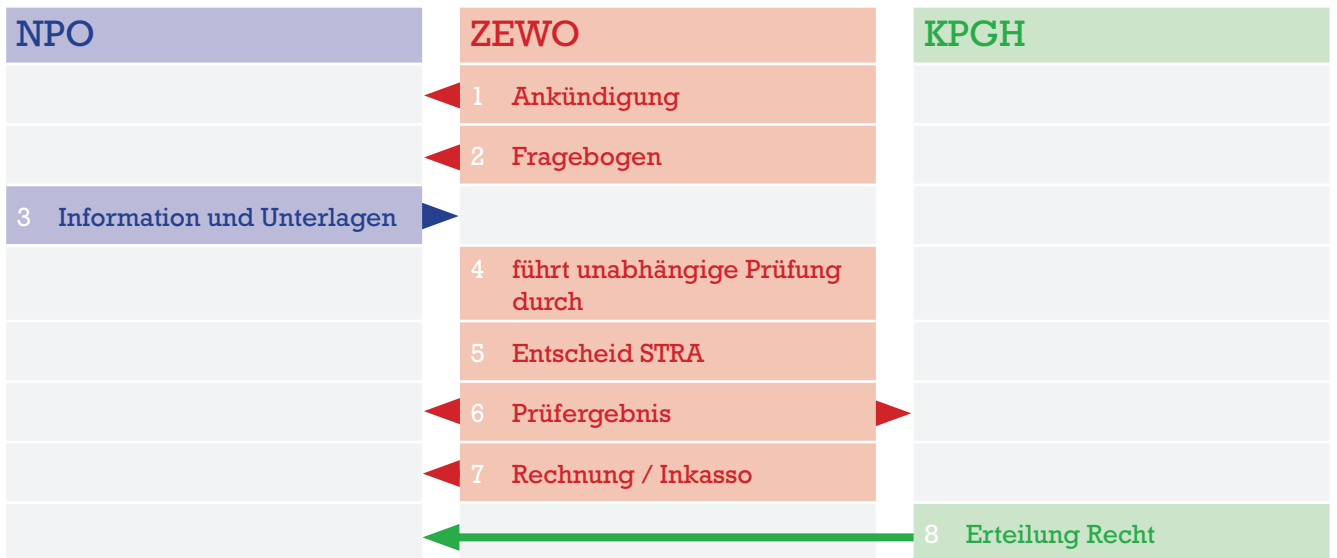 NPO ZEWO KPGH
1 Ankündigung
2 Fragebogen
3 Information und Unterlagen
4 führt unabhängige Prüfung
durch
5 Entscheid STRA
6 Prüfergebnis
7 Rechnung / Inkasso
8 Erteilung Recht